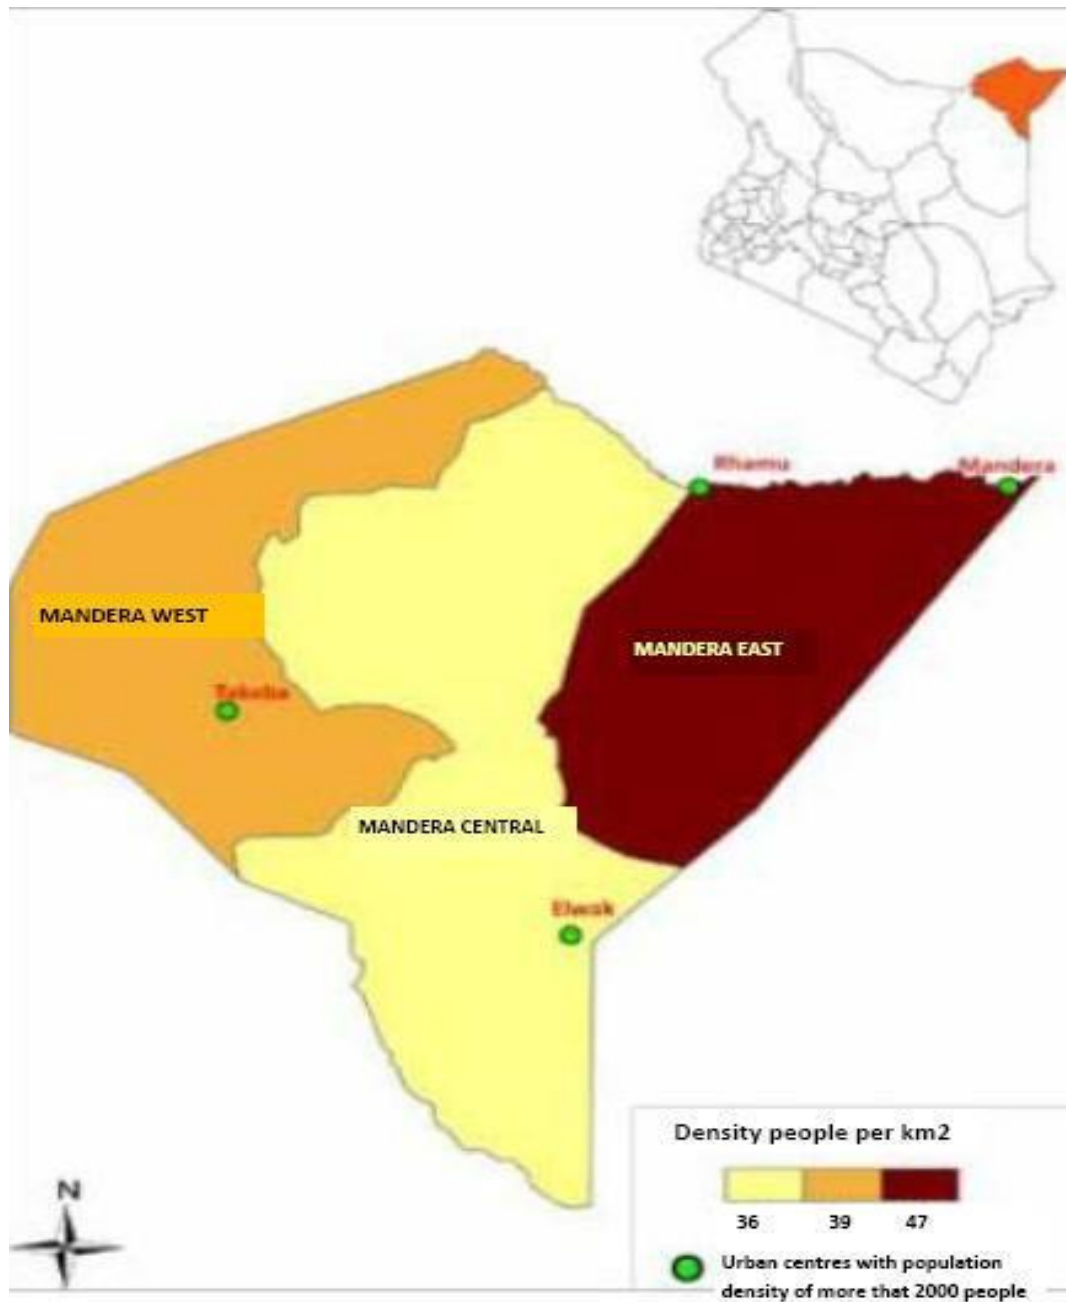 Rhamu
Mandera
MANDERA WEST
MANDERA EAST
Takaba
MANDERA CENTRAL
Elwak
Density people per km2
36 39 47
N
Urban centres with population
density of more that 2000 people